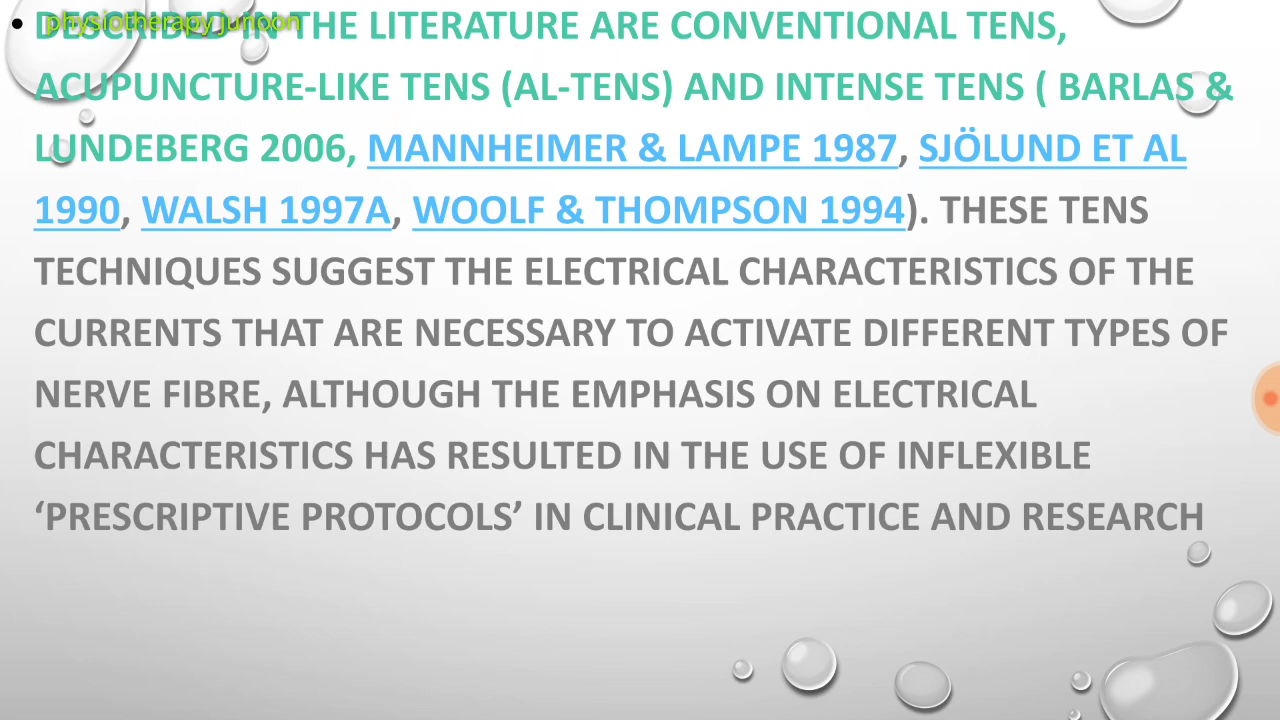 physiotherapy junoon
• DESCRIBED IN THE LITERATURE ARE CONVENTIONAL TENS,
ACUPUNCTURE-LIKE TENS (AL-TENS) AND INTENSE TENS ( BARLAS &
LUNDEBERG 2006, MANNHEIMER & LAMPE 1987, SJÖLUND ET AL
1990, WALSH 1997A, WOOLF & THOMPSON 1994). THESE TENS
TECHNIQUES SUGGEST THE ELECTRICAL CHARACTERISTICS OF THE
CURRENTS THAT ARE NECESSARY TO ACTIVATE DIFFERENT TYPES OF
NERVE FIBRE, ALTHOUGH THE EMPHASIS ON ELECTRICAL
CHARACTERISTICS HAS RESULTED IN THE USE OF INFLEXIBLE
‘PRESCRIPTIVE PROTOCOLS’ IN CLINICAL PRACTICE AND RESEARCH